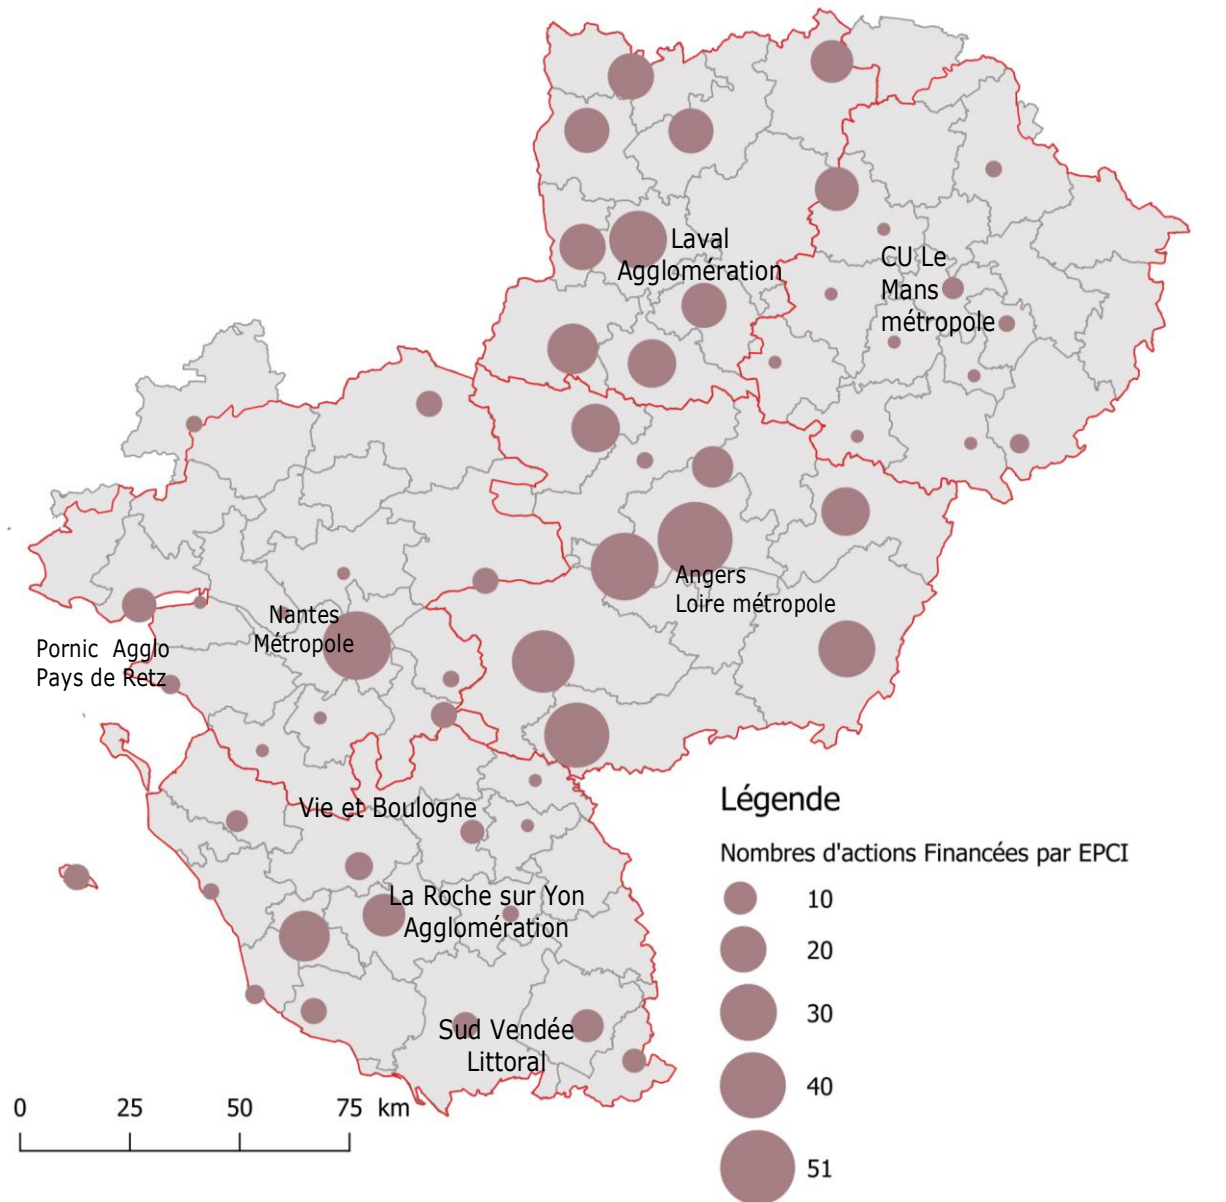 Laval
Agglomération
CU Le
Mans
métropole
Angers
Loire métropole
Nantes
Métropole
Pornic Agglo
Pays de Retz
Vie et Boulogne
La Roche sur Yon
Agglomération
Sud Vendée
Littoral
Légende
Nombres d'actions Financées par EPCI
10
20
30
40
51
0 25 50 75 km